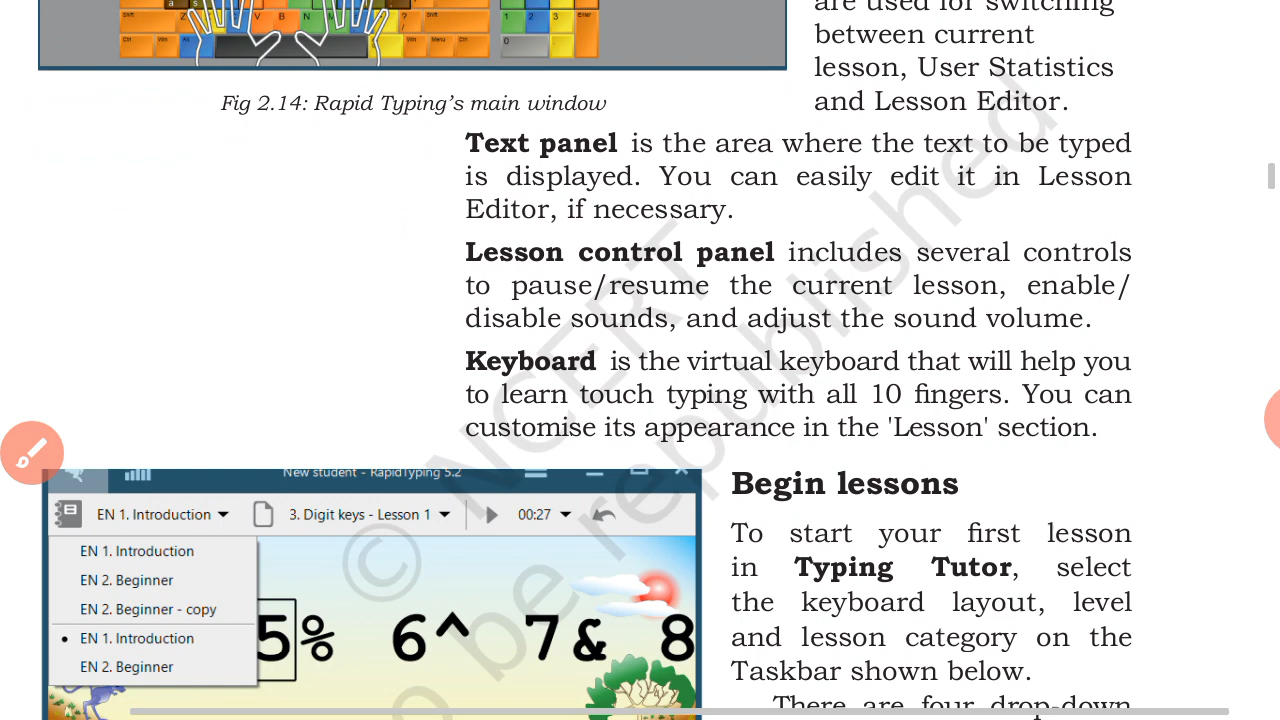 are used for switching
between current
lesson, User Statistics
and Lesson Editor.
Fig 2.14: Rapid Typing's main window
Text panel is the area where the text to be typed
is displayed. You can easily edit it in Lesson
Editor, if necessary.
Lesson control panel includes several controls
to pause/resume the current lesson, enable/
disable sounds, and adjust the sound volume.
Keyboard is the virtual keyboard that will help you
to learn touch typing with all 10 fingers. You can
customise its appearance in the 'Lesson' section.
New student - RapidTyping 5.2
EN 1. Introduction
3. Digit keys - Lesson 1
00:27
EN 1. Introduction
EN 2. Beginner
EN 2. Beginner - copy
EN 1. Introduction
EN 2. Beginner
5% 6^ 7& 8
Begin lessons
To start your first lesson
in Typing Tutor, select
the keyboard layout, level
and lesson category on the
Taskbar shown below.
There are four drop-down
© NCERT
to be republished